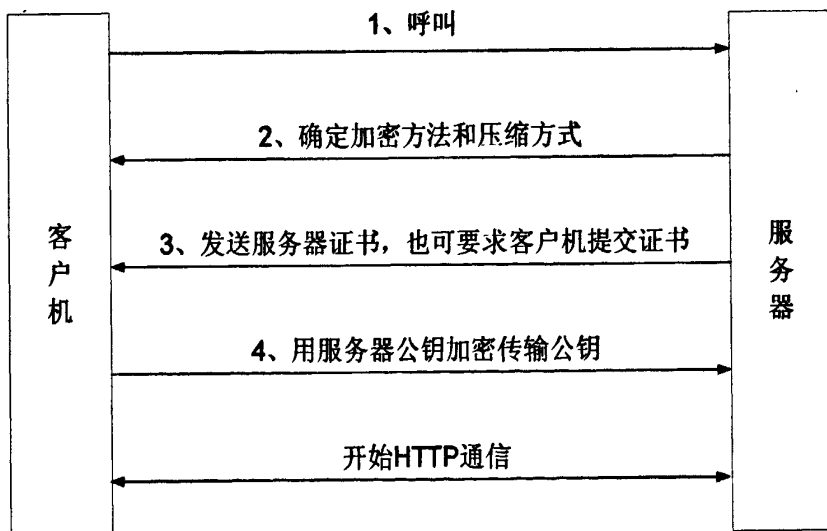 1、呼叫
2、确定加密方法和压缩方式
3、发送服务器证书，也可要求客户机提交证书
4、用服务器公钥加密传输公钥
开始HTTP通信
客户机
服务器